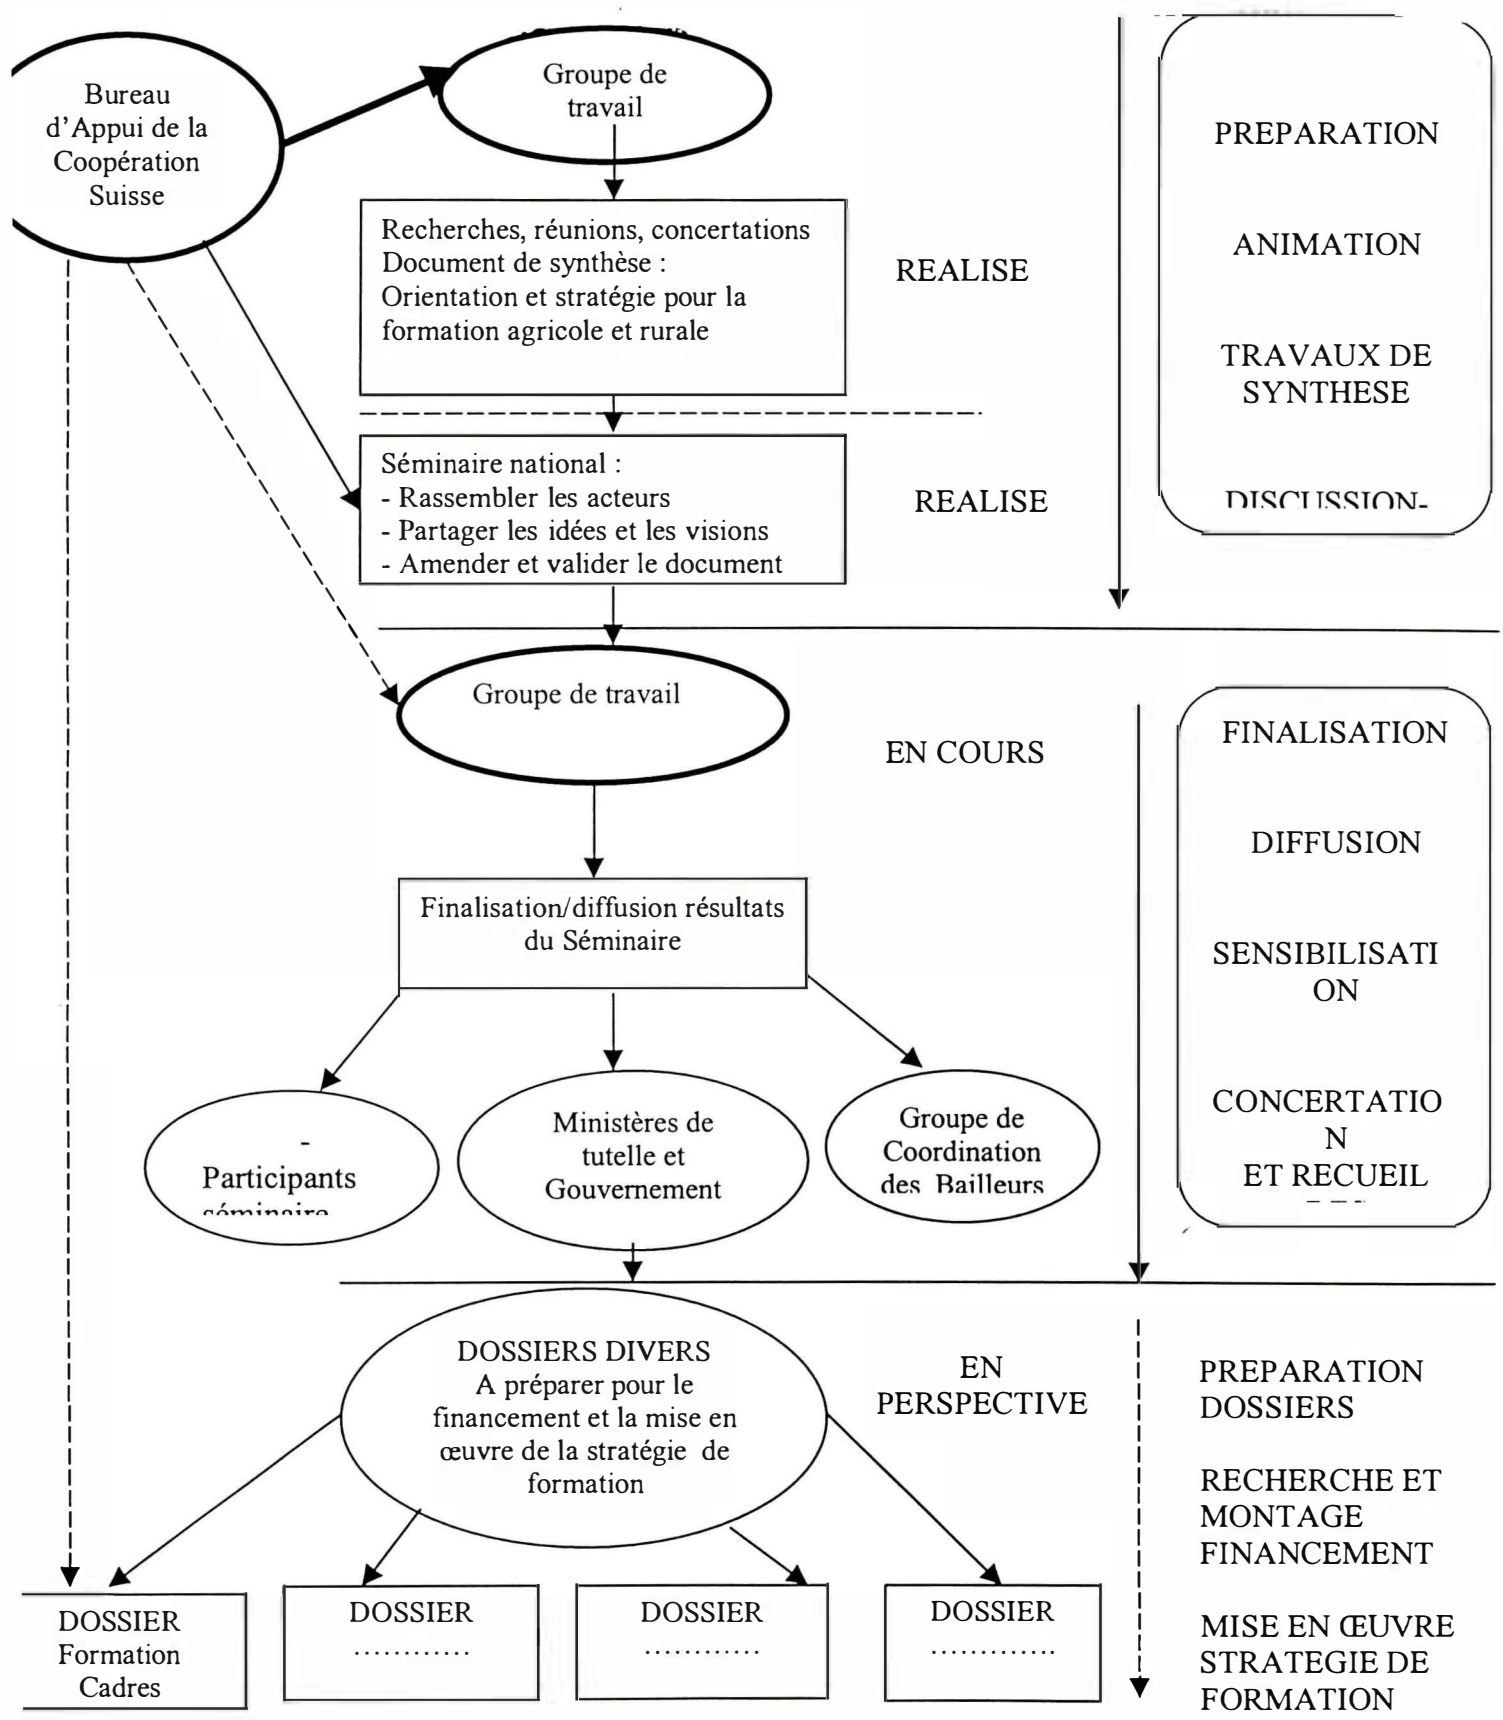 Bureau
d'Appui de la
Coopération
Suisse
Groupe de
travail
Recherches, réunions, concertations
Document de synthèse :
Orientation et stratégie pour la
formation agricole et rurale
REALISE
PREPARATION
ANIMATION
TRAVAUX DE
SYNTHESE
DISCUSSION-
Séminaire national :
- Rassembler les acteurs
- Partager les idées et les visions
- Amender et valider le document
REALISE
Groupe de travail
EN COURS
Finalisation/diffusion résultats
du Séminaire
FINALISATION
DIFFUSION
SENSIBILISATI
ON
CONCERTATIO
N
ET RECUEIL
-
Participants
séminaire
Ministères de
tutelle et
Gouvernement
Groupe de
Coordination
des Bailleurs
DOSSIERS DIVERS
A préparer pour le
financement et la mise en
œuvre de la stratégie de
formation
EN
PERSPECTIVE
PREPARATION
DOSSIERS
RECHERCHE ET
MONTAGE
FINANCEMENT
MISE EN ŒUVRE
STRATEGIE DE
FORMATION
DOSSIER
Formation
Cadres
DOSSIER
............
DOSSIER
............
DOSSIER
.............